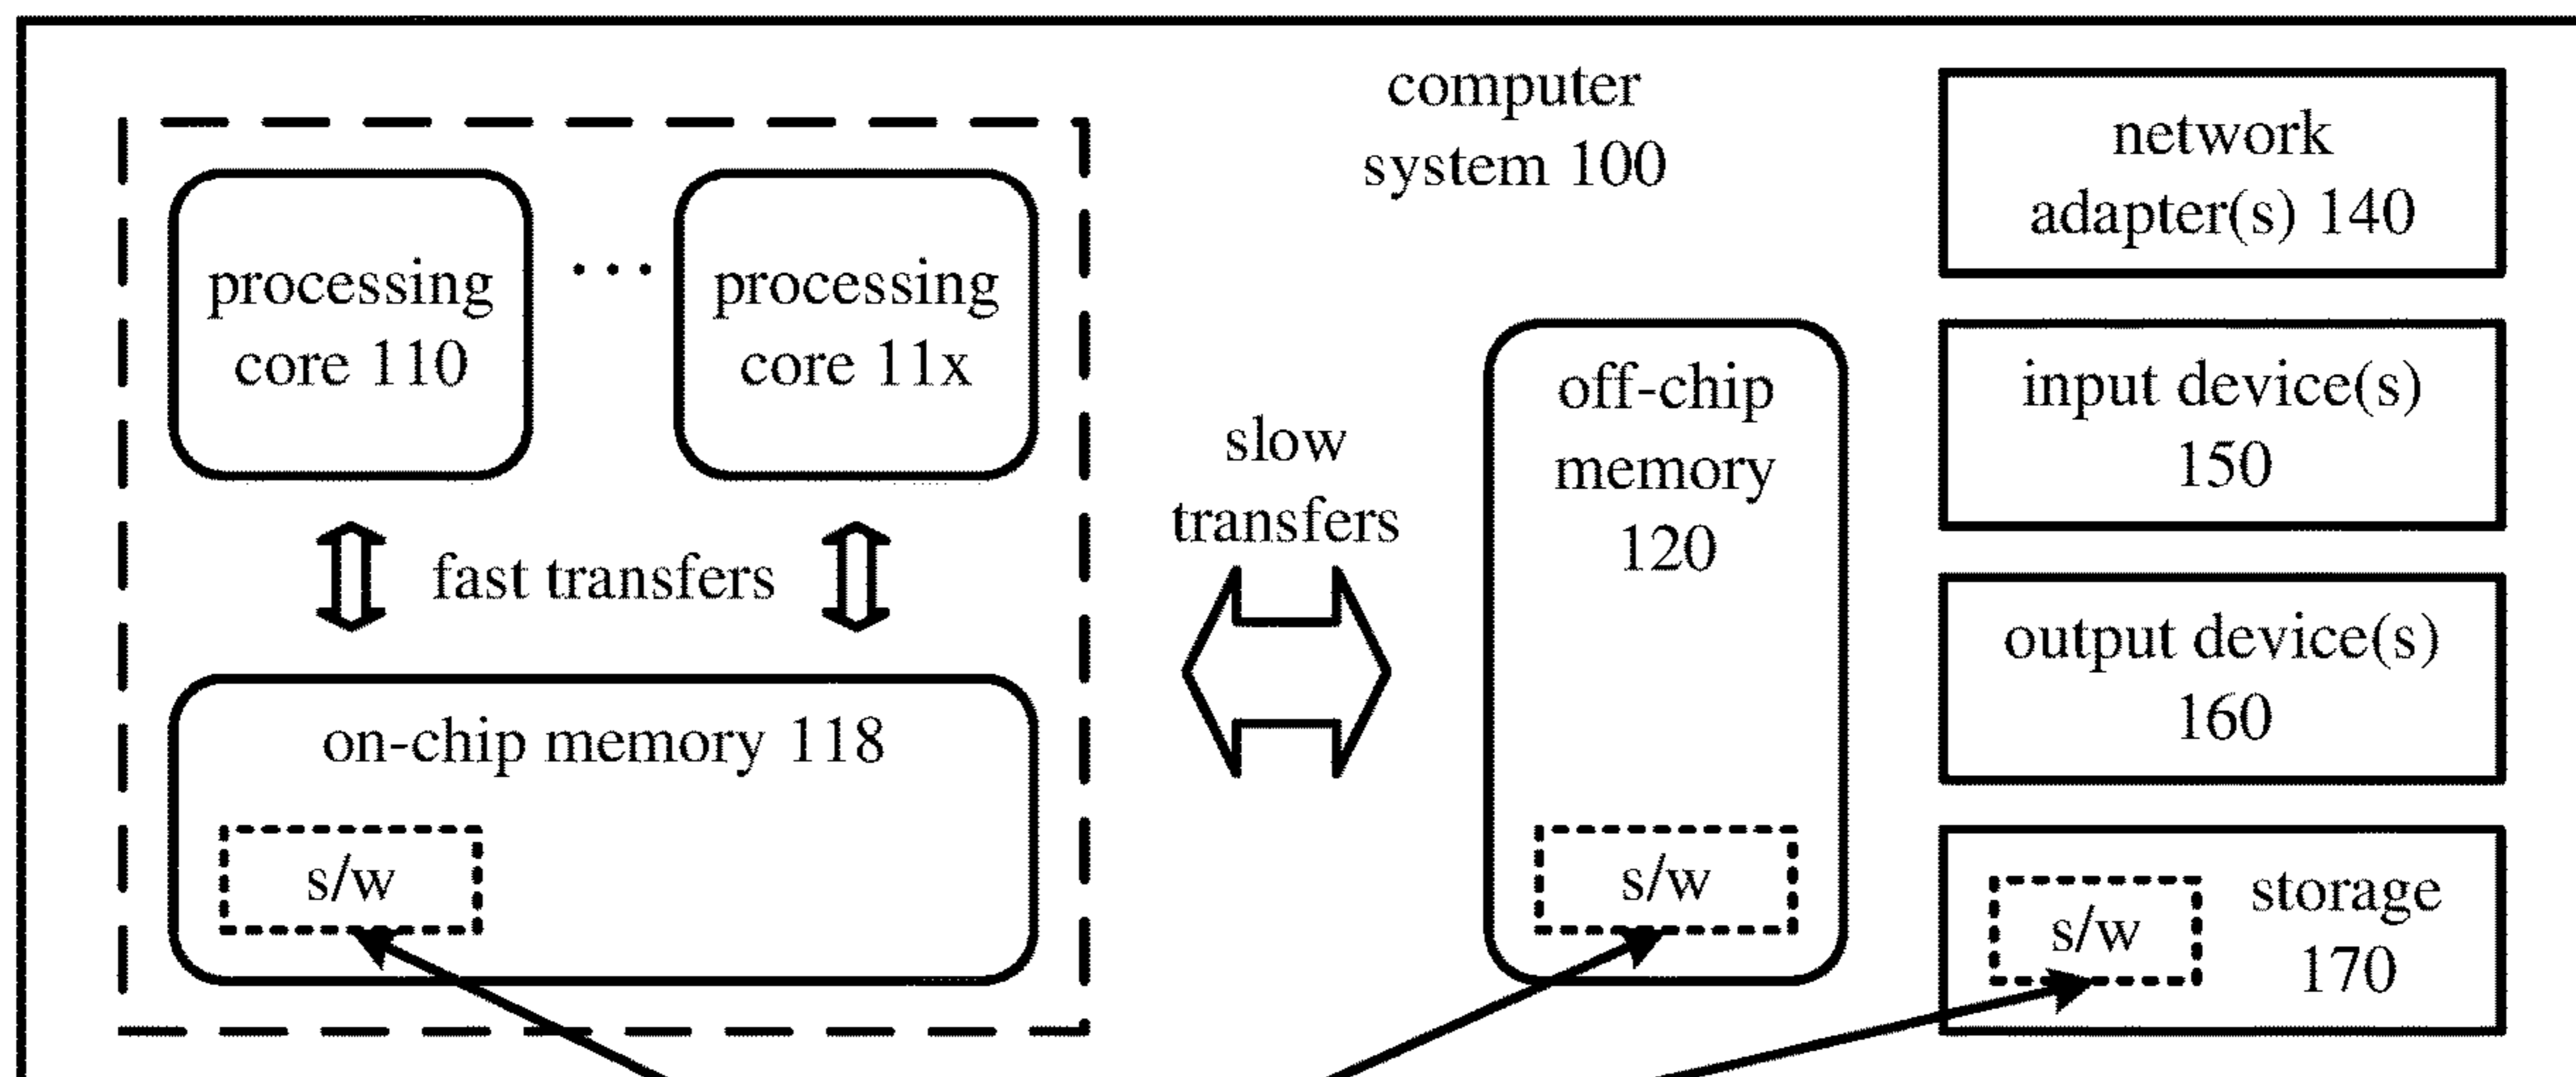 computer
system 100
processing
core 110
...
processing
core 11x
fast transfers
on-chip memory 118
s/w
slow
transfers
off-chip
memory
120
s/w
network
adapter(s) 140
input device(s)
150
output device(s)
160
storage
170
s/w